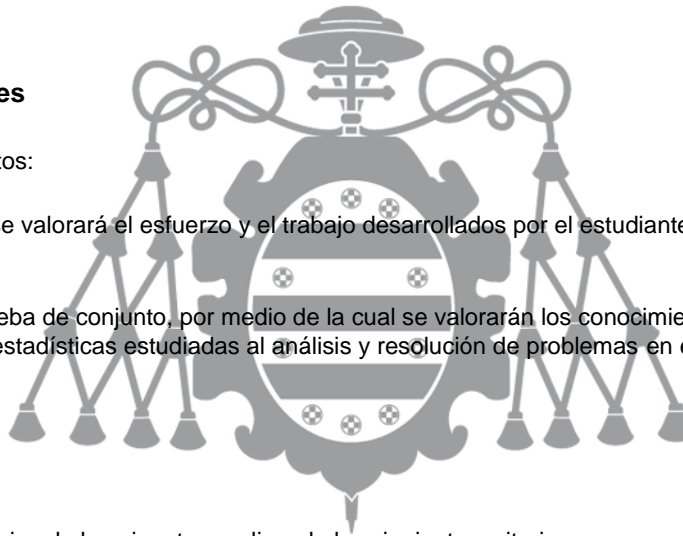 es
tos:
e valorará el esfuerzo y el trabajo desarrollados por el estudiante
eba de conjunto, por medio de la cual se valorarán los conocimie
estadísticas estudiadas al análisis y resolución de problemas en